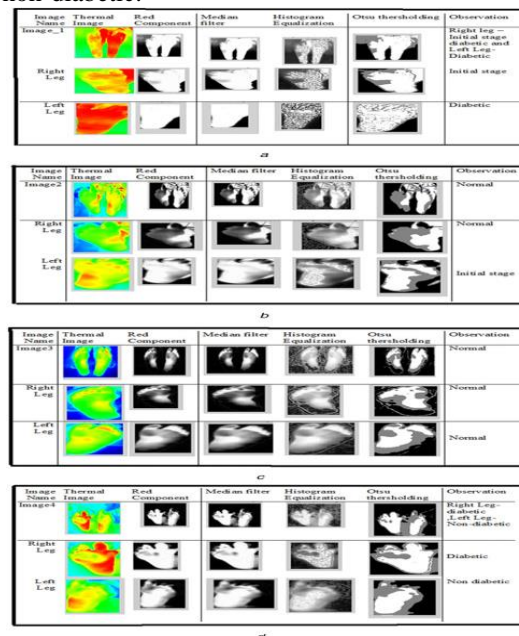 non-diabetic.
Image Name Thermal Image Red Component Median filter Histogram Equalization Otsu thersholding Observation
Image_1 Right leg – Initial stage diabetic and Left Leg- Diabetic
Right Leg Initial stage
Left Leg Diabetic
a
Image Name Thermal Image Red Component Median filter Histogram Equalization Otsu thersholding Observation
Image2 Normal
Right Leg Normal
Left Leg Initial stage
b
Image Name Thermal Image Red Component Median filter Histogram Equalization Otsu thersholding Observation
Image3 Normal
Right Leg Normal
Left Leg Normal
c
Image Name Thermal Image Red Component Median filter Histogram Equalization Otsu thersholding Observation
Image4 Right Leg- diabetic ,Left Leg- Non-diabetic
Right Leg Diabetic
Left Leg Non diabetic